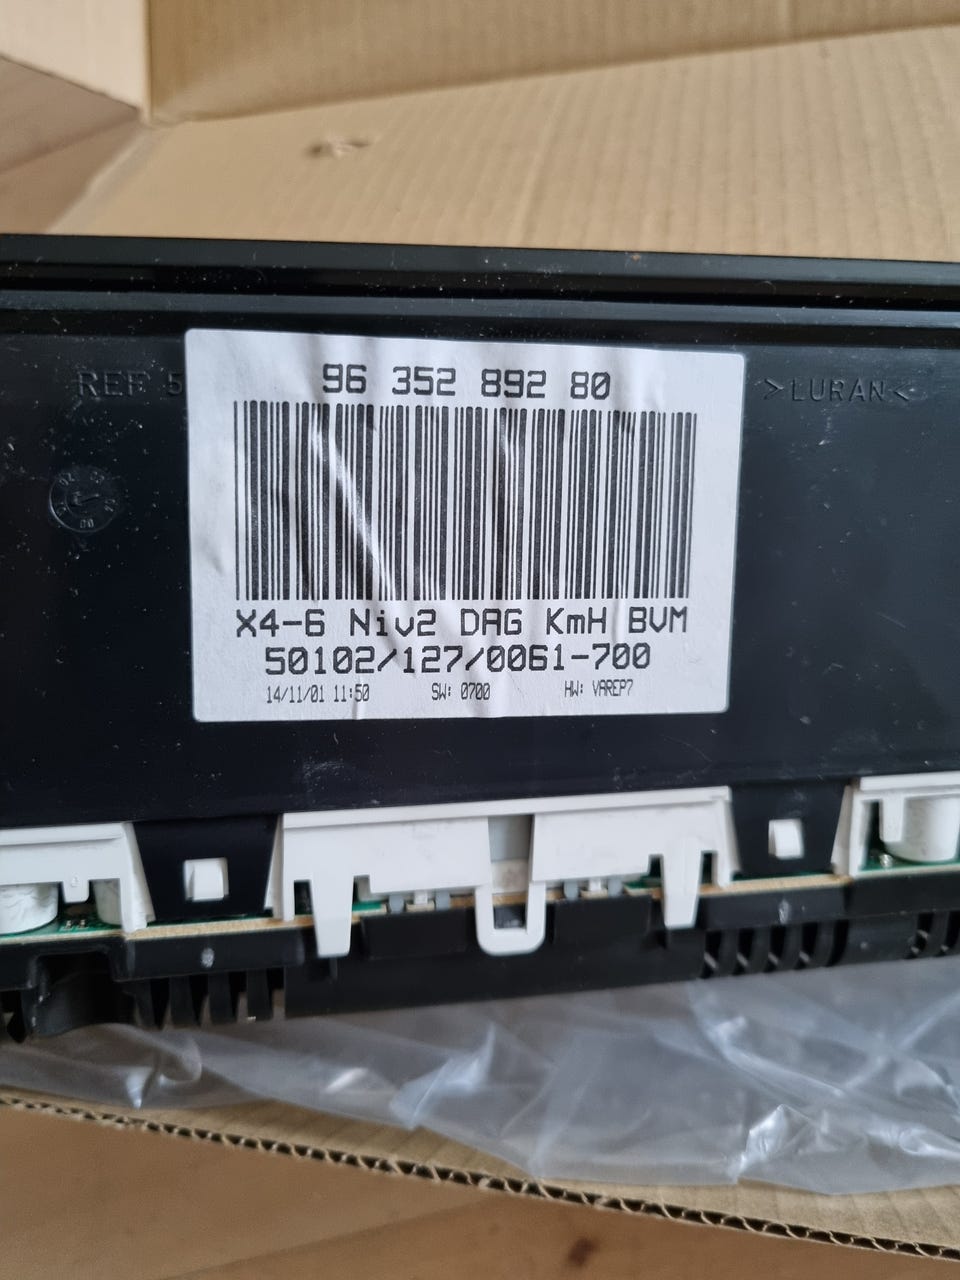 96 352 892 80
REF 5
>LURAN<
X4-6 Niv2 DAG KmH BVM
50102/127/0061-700
14/11/01 11:50 SW: 0700 HW: VAREP7